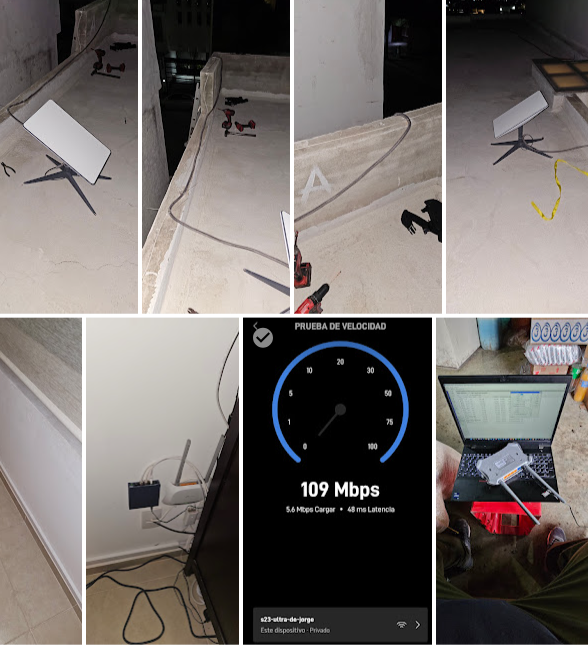 A
PRUEBA DE VELOCIDAD
20
10
30
5
50
1
75
0
100
109 Mbps
5.6 Mbps Cargar • 48 ms Latencia
s23-ultra-de-jorge
Este dispositivo · Privado